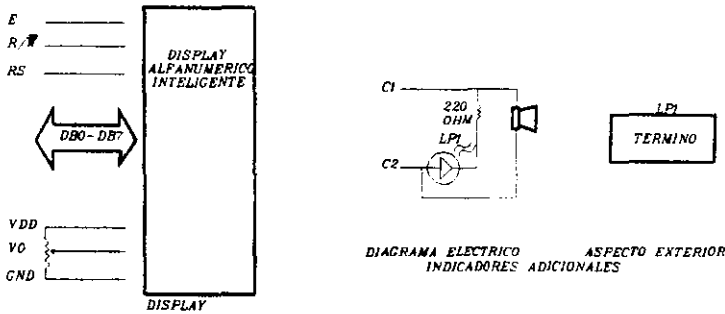 E
R/W
RS
DISPLAY
ALFANUMERICO
INTELIGENTE
DB0-DB7
VDD
VO
GND
DISPLAY
C1
220
OHM
LP1
C2
LP1
TERMINO
DIAGRAMA ELECTRICO ASPECTO EXTERIOR
INDICADORES ADICIONALES